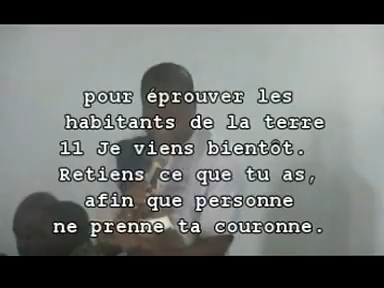 pour éprouver les
habitants de la terre
11 Je viens bientôt.
Retiens ce que tu as,
afin que personne
ne prenne ta couronne.